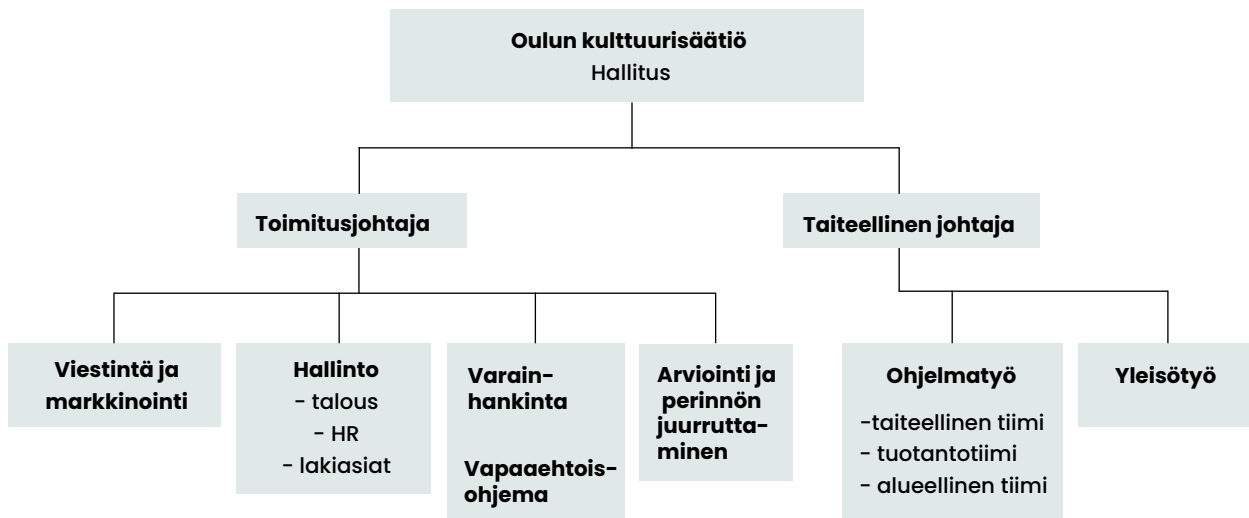 Oulun kulttuurisäätiö
Hallitus
Toimitusjohtaja
Taiteellinen johtaja
Viestintä ja
markkinointi
Hallinto
- talous
- HR
- lakiasiat
Varain-
hankinta
Vapaaehtois-
ohjema
Arviointi ja
perinnön
juurrutta-
minen
Ohjelmatyö
-taiteellinen tiimi
- tuotantotiimi
- alueellinen tiimi
Yleisötyö